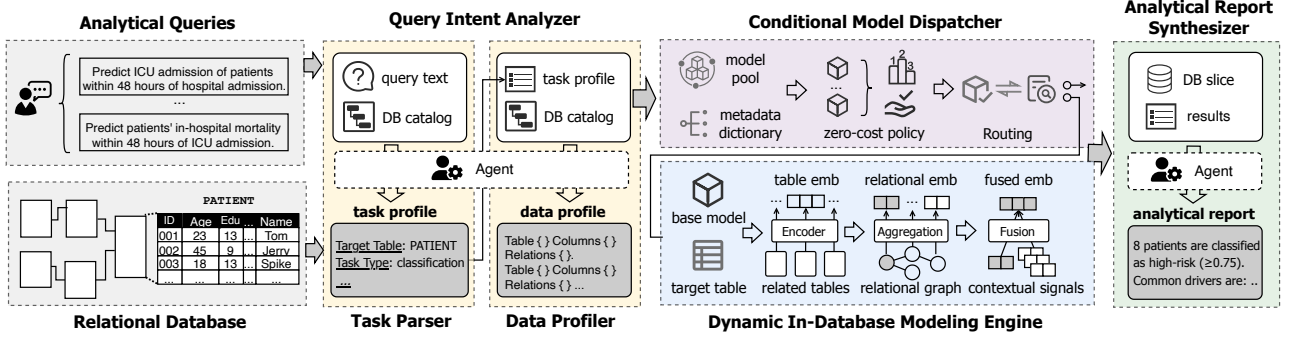 Analytical Queries
Predict ICU admission of patients
within 48 hours of hospital admission.
...
Predict patients' in-hospital mortality
within 48 hours of ICU admission.
PATIENT
ID Age Edu ... Name
001 23 13 ... Tom
002 45 9 ... Jerry
003 18 13 ... Spike
... ... ... ... ...
Relational Database
Query Intent Analyzer
query text
DB catalog
task profile
DB catalog
Agent
task profile
Target Table: PATIENT
Task Type: classification
...
data profile
Table { } Columns { }
Relations { }.
Table { } Columns { }
Relations { } ...
Task Parser
Data Profiler
Conditional Model Dispatcher
model
pool
metadata
dictionary
...
1 2 3
zero-cost policy
Routing
base model
target table
table emb
... ...
Encoder
related tables
relational emb
...
Aggregation
relational graph
fused emb
Fusion
contextual signals
Dynamic In-Database Modeling Engine
Analytical Report
Synthesizer
DB slice
results
Agent
analytical report
8 patients are classified
as high-risk (≥0.75).
Common drivers are: ..